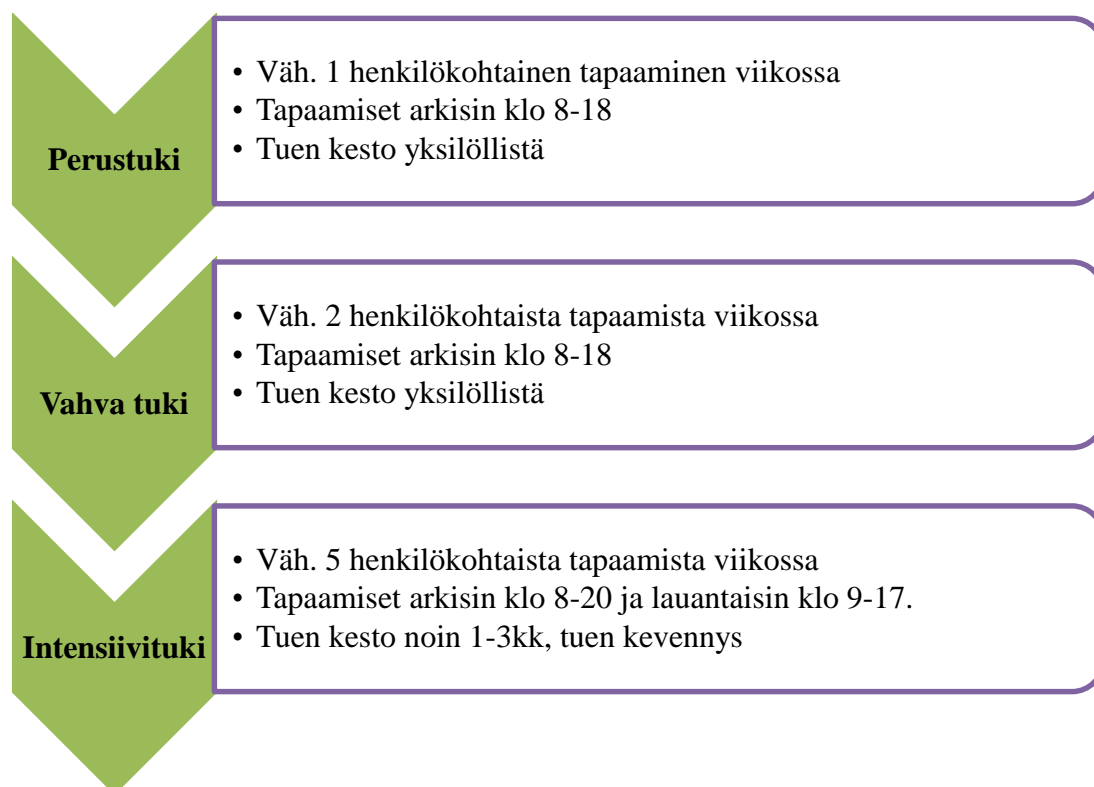 Perustuki
• Väh. 1 henkilökohtainen tapaaminen viikossa
• Tapaamiset arkisin klo 8-18
• Tuen kesto yksilöllistä
Vahva tuki
• Väh. 2 henkilökohtaista tapaamista viikossa
• Tapaamiset arkisin klo 8-18
• Tuen kesto yksilöllistä
Intensiivituki
• Väh. 5 henkilökohtaista tapaamista viikossa
• Tapaamiset arkisin klo 8-20 ja lauantaisin klo 9-17.
• Tuen kesto noin 1-3kk, tuen kevennys